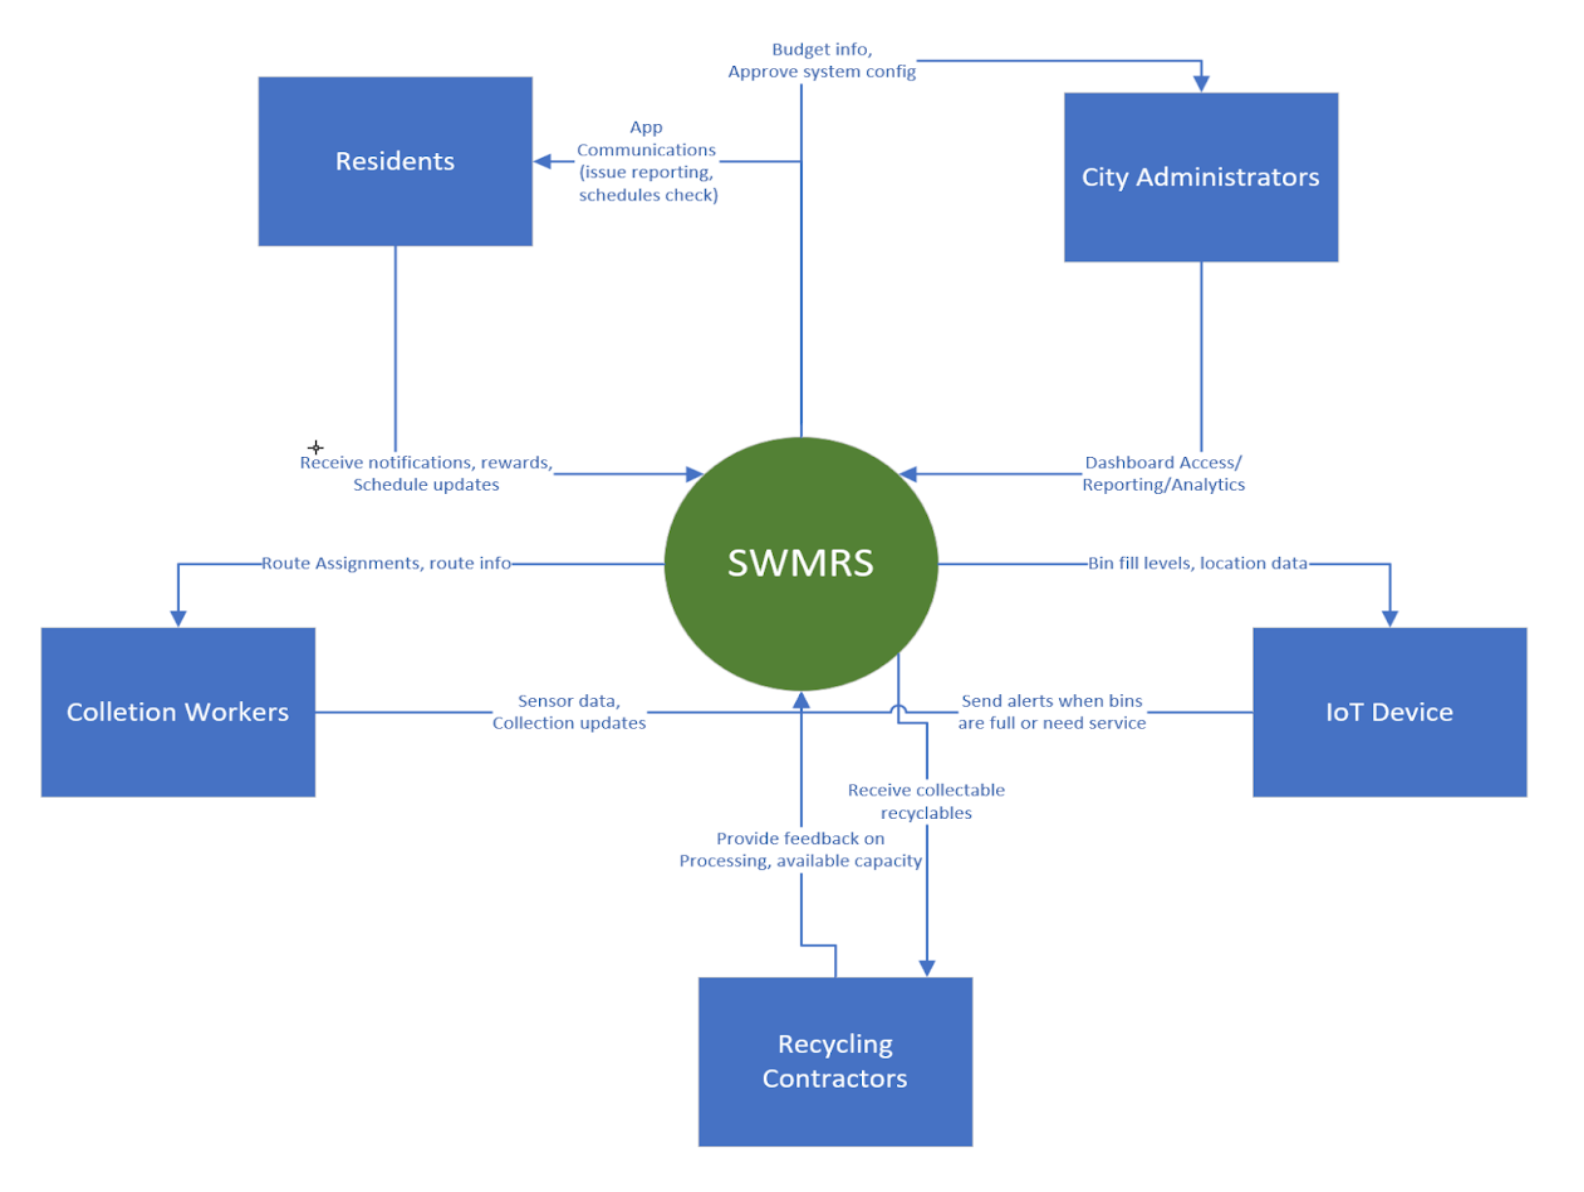 Budget info,
Approve system config
Residents
App
Communications
(issue reporting,
schedules check)
City Administrators
Receive notifications, rewards,
Schedule updates
Dashboard Access/
Reporting/Analytics
SWMRS
Route Assignments, route info
Bin fill levels, location data
Colletion Workers
Sensor data,
Collection updates
Send alerts when bins
are full or need service
IoT Device
Receive collectable
recyclables
Provide feedback on
Processing, available capacity
Recycling
Contractors